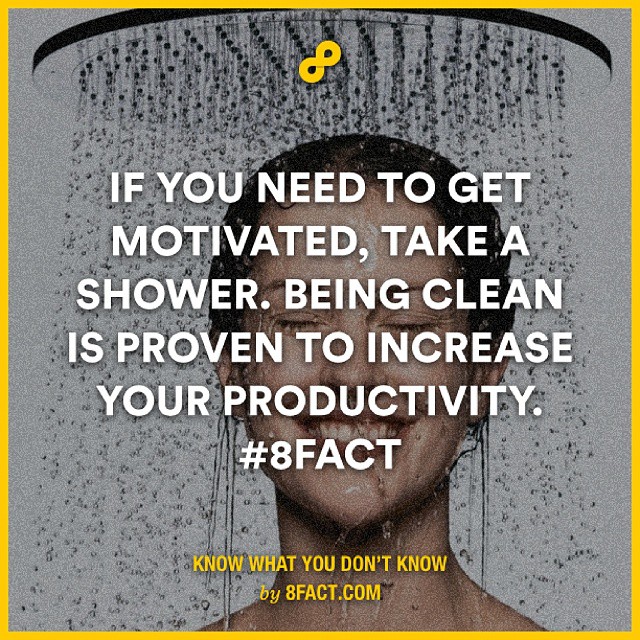 IF YOU NEED TO GET
MOTIVATED, TAKE A
SHOWER. BEING CLEAN
IS PROVEN TO INCREASE
YOUR PRODUCTIVITY.
#8FACT
KNOW WHAT YOU DON'T KNOW
by 8FACT.COM